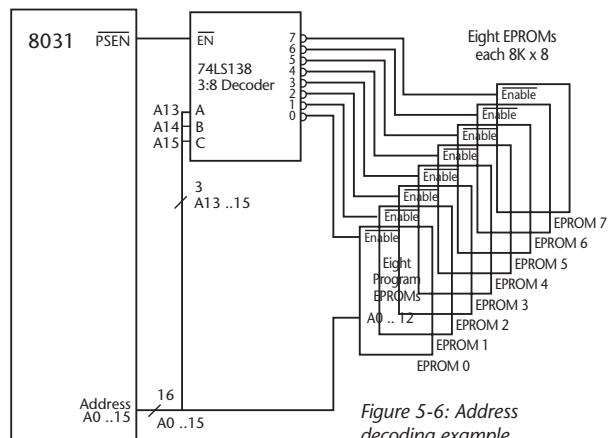 8031
PSEN
EN
74LS138
3:8 Decoder
A13
A
A14
B
A15
C
7
6
5
4
3
2
1
0
Eight EPROMs
each 8K x 8
Enable
Enable
Enable
Enable
Enable
Enable
Enable
Enable
3
A13 ..15
Eight
Program
EPROMs
A0 .. 12
EPROM 7
EPROM 6
EPROM 5
EPROM 4
EPROM 3
EPROM 2
EPROM 1
EPROM 0
Address
A0 ..15
16
A0 ..15
Figure 5-6: Address
decoding example